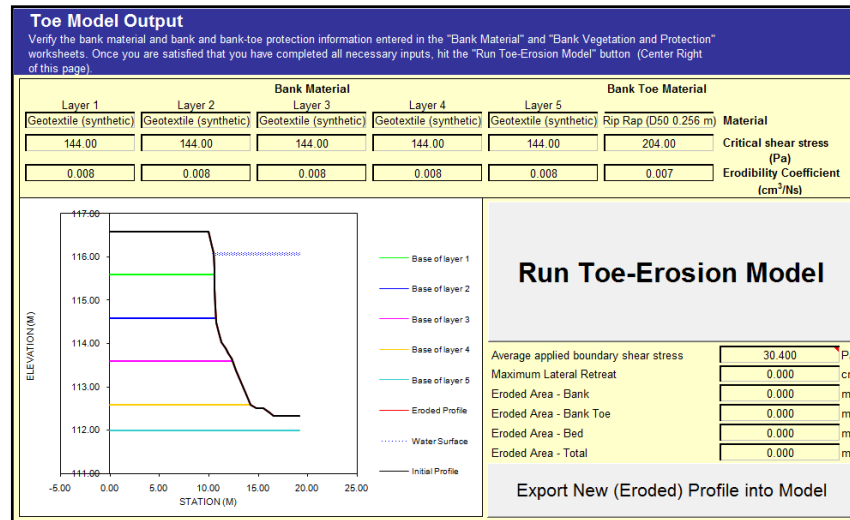 Toe Model Output
Verify the bank material and bank and bank-toe protection information entered in the "Bank Material" and "Bank Vegetation and Protection"
worksheets. Once you are satisfied that you have completed all necessary inputs, hit the "Run Toe-Erosion Model" button (Center Right
of this page).
Bank Material Bank Toe Material
Layer 1 Layer 2 Layer 3 Layer 4 Layer 5
Geotextile (synthetic) Geotextile (synthetic) Geotextile (synthetic) Geotextile (synthetic) Geotextile (synthetic) Rip Rap (D50 0.256 m) Material
144.00 144.00 144.00 144.00 144.00 204.00 Critical shear stress
(Pa)
0.008 0.008 0.008 0.008 0.008 0.007 Erodibility Coefficient
(cm³/Ns)
117.00
116.00
115.00
114.00
113.00
112.00
111.00
ELEVATION (M)
-5.00 0.00 5.00 10.00 15.00 20.00 25.00
STATION (M)
Base of layer 1
Base of layer 2
Base of layer 3
Base of layer 4
Base of layer 5
Eroded Profile
Water Surface
Initial Profile
Run Toe-Erosion Model
Average applied boundary shear stress 30.400
Maximum Lateral Retreat 0.000
Eroded Area - Bank 0.000
Eroded Area - Bank Toe 0.000
Eroded Area - Bed 0.000
Eroded Area - Total 0.000
Export New (Eroded) Profile into Model